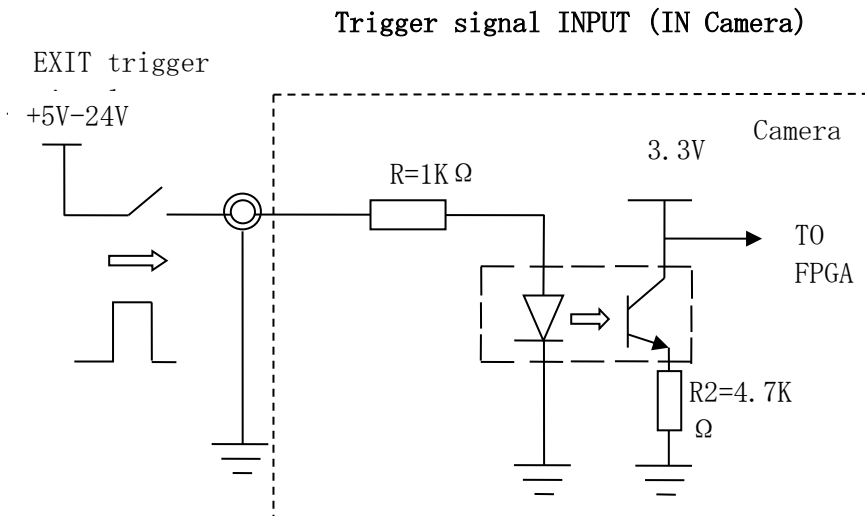 Trigger signal INPUT (IN Camera)
EXIT trigger
+5V-24V
Camera
3.3V
R=1KΩ
TO
FPGA
R2=4.7K
Ω